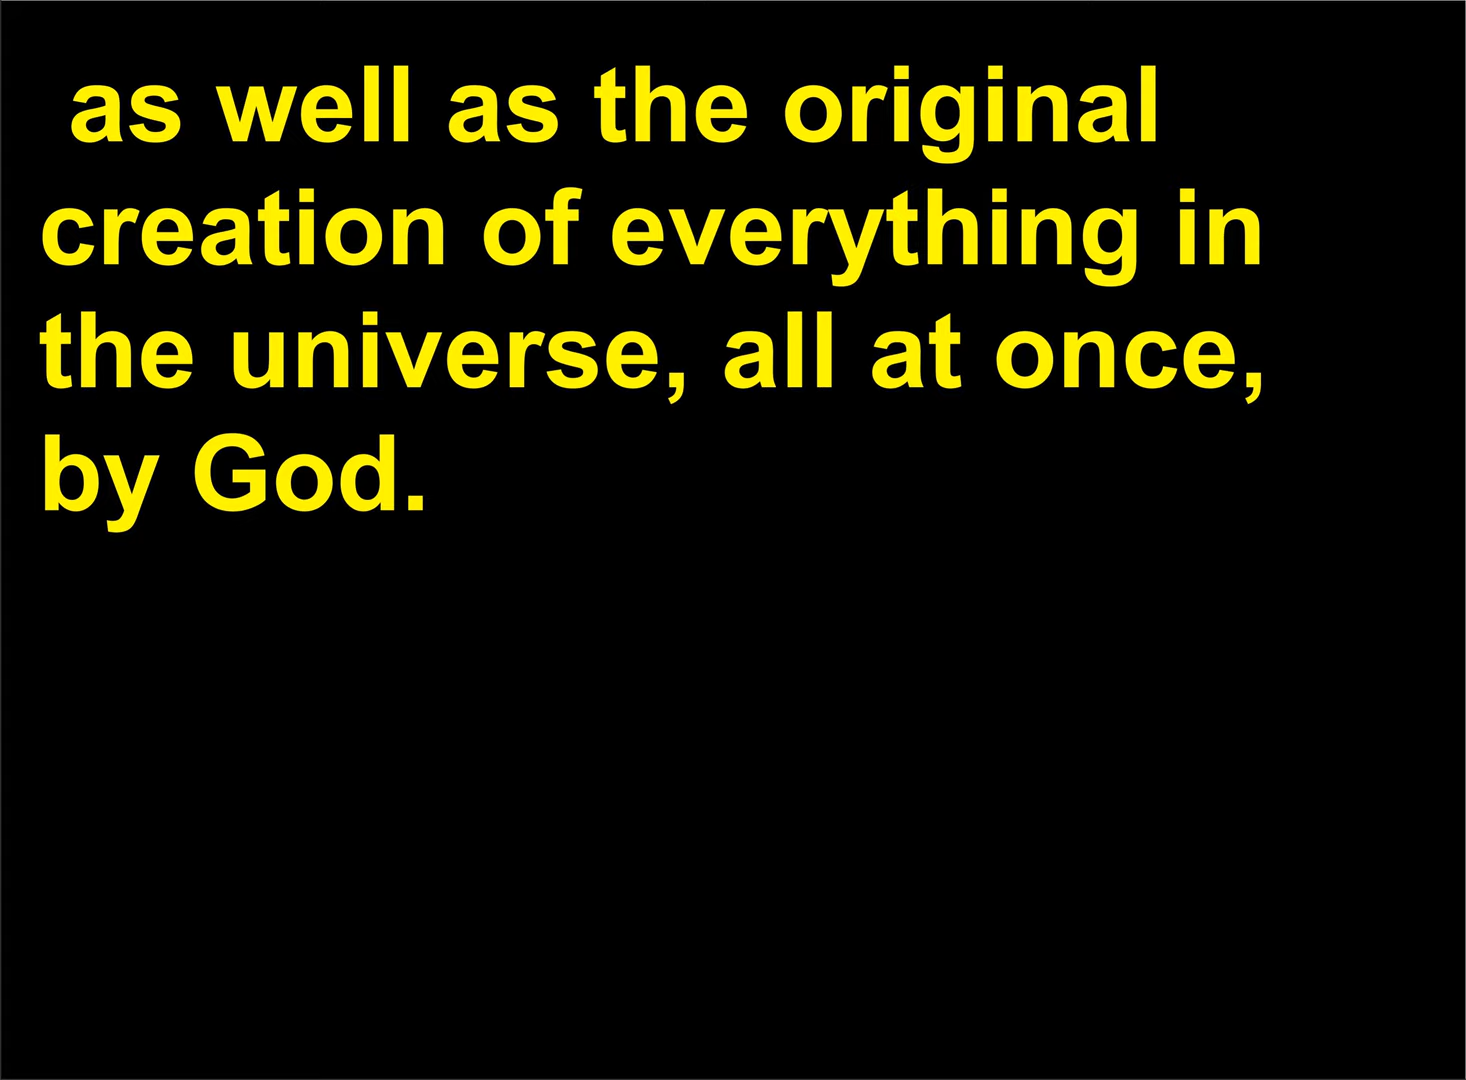 as well as the original
creation of everything in
the universe, all at once,
by God.